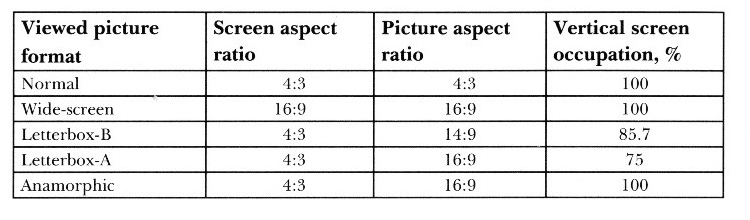 Viewed picture format Screen aspect ratio Picture aspect ratio Vertical screen occupation, %
Normal 4:3 4:3 100
Wide-screen 16:9 16:9 100
Letterbox-B 4:3 14:9 85.7
Letterbox-A 4:3 16:9 75
Anamorphic 4:3 16:9 100